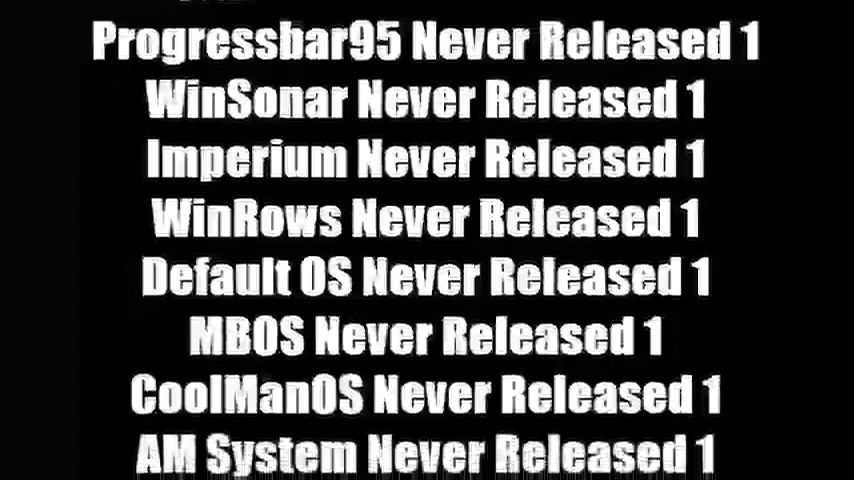 Progressbar95 Never Released 1
WinSonar Never Released 1
Imperium Never Released 1
WinRows Never Released 1
Default OS Never Released 1
MBOS Never Released 1
CoolManOS Never Released 1
AM System Never Released 1